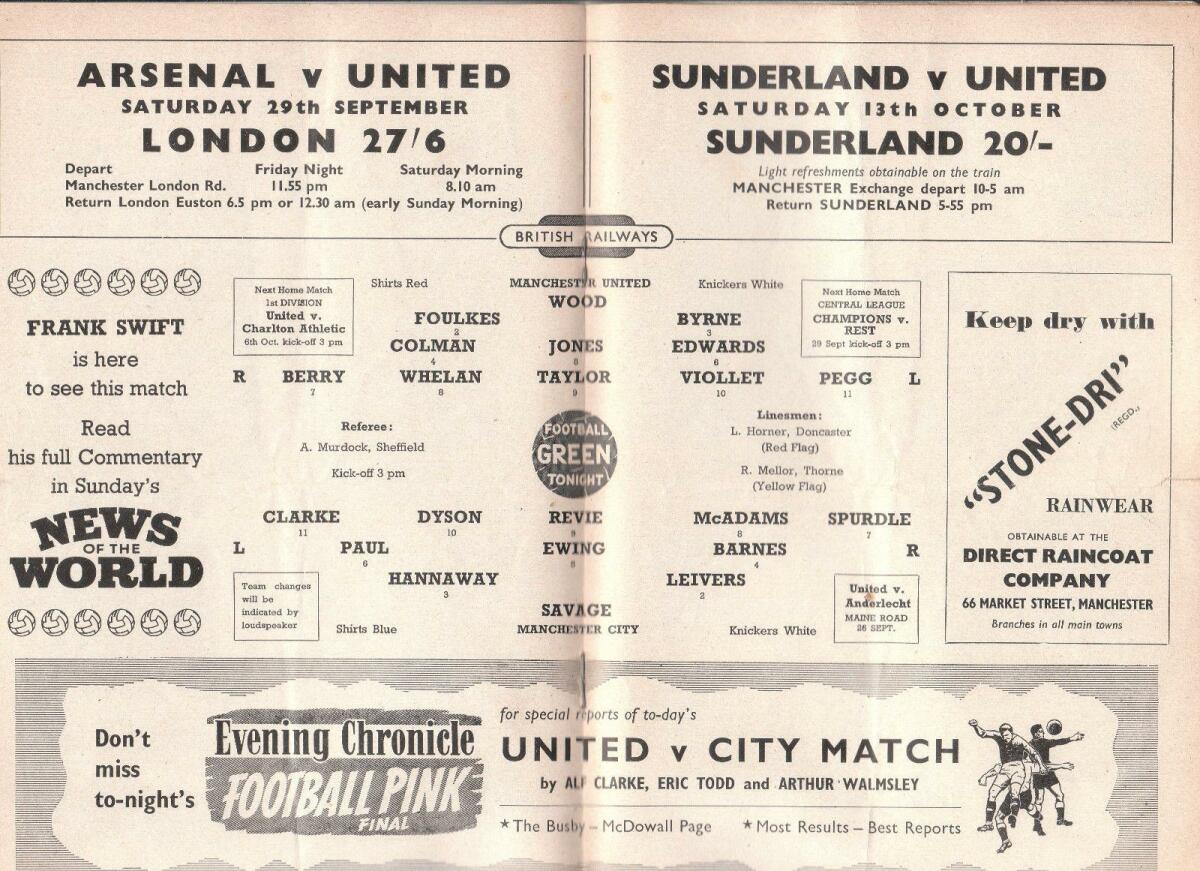 ARSENAL v UNITED
SATURDAY 29th SEPTEMBER
LONDON 27/6
Depart Friday Night Saturday Morning
Manchester London Rd. 11.55 pm 8.10 am
Return London Euston 6.5 pm or 12.30 am (early Sunday Morning)
SUNDERLAND v UNITED
SATURDAY 13th OCTOBER
SUNDERLAND 20/-
Light refreshments obtainable on the train
MANCHESTER Exchange depart 10-5 am
Return SUNDERLAND 5-55 pm
BRITISH RAILWAYS
FRANK SWIFT
is here
to see this match
Read
his full Commentary
in Sunday's
NEWS
OF THE
WORLD
Next Home Match
1st DIVISION
United v.
Charlton Athletic
6th Oct. kick-off 3 pm
Shirts Red MANCHESTER UNITED Knickers White
Next Home Match
CENTRAL LEAGUE
CHAMPIONS v.
REST
29 Sept kick-off 3 pm
WOOD
FOULKES BYRNE
2 3
COLMAN JONES EDWARDS
4 5 6
R BERRY WHELAN TAYLOR VIOLLET PEGG L
7 8 9 10 11
Referee:
A. Murdock, Sheffield
Kick-off 3 pm
FOOTBALL
GREEN
TONIGHT
Linesmen:
L. Horner, Doncaster
(Red Flag)
R. Mellor, Thorne
(Yellow Flag)
CLARKE DYSON REVIE McADAMS SPURDLE
11 10 9 8 7
L PAUL EWING BARNES R
6 5 4
HANNAWAY LEIVERS
3 2
SAVAGE
Shirts Blue MANCHESTER CITY Knickers White
Team changes
will be
indicated by
loudspeaker
United v.
Anderlecht
MAINE ROAD
26 SEPT.
Keep dry with
"STONE-DRI"
(REGD.)
RAINWEAR
OBTAINABLE AT THE
DIRECT RAINCOAT
COMPANY
66 MARKET STREET, MANCHESTER
Branches in all main towns
Don't
miss
to-night's
Evening Chronicle
FOOTBALL PINK
FINAL
for special reports of to-day's
UNITED v CITY MATCH
by ALF CLARKE, ERIC TODD and ARTHUR WALMSLEY
★ The Busby – McDowall Page ★ Most Results – Best Reports